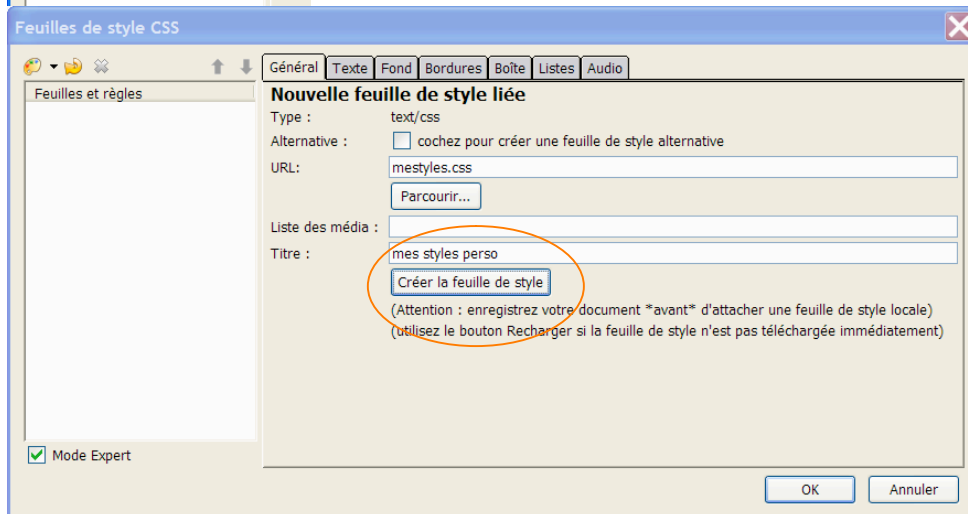 Feuilles de style CSS
Général Texte Fond Bordures Boîte Listes Audio
Feuilles et règles
Nouvelle feuille de style liée
Type : text/css
Alternative : cochez pour créer une feuille de style alternative
URL: mestyles.css
Parcourir...
Liste des média :
Titre : mes styles perso
Créer la feuille de style
(Attention : enregistrez votre document *avant* d'attacher une feuille de style locale)
(utilisez le bouton Recharger si la feuille de style n'est pas téléchargée immédiatement)
Mode Expert
OK Annuler